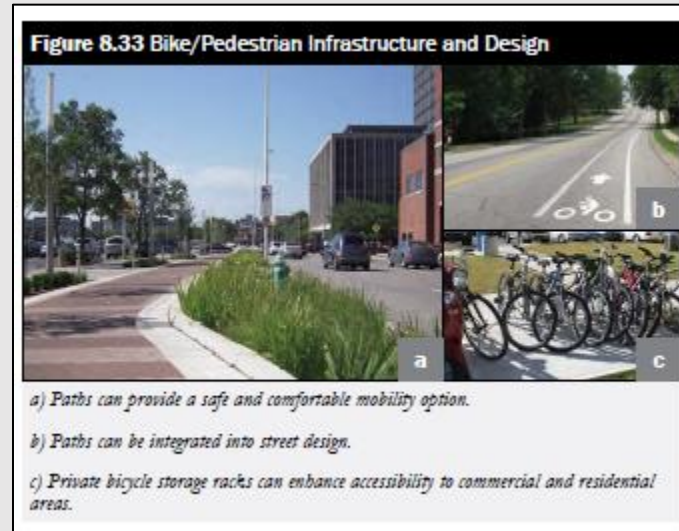 Figure 8.33 Bike/Pedestrian Infrastructure and Design
a
b
c
a) Paths can provide a safe and comfortable mobility option.
b) Paths can be integrated into street design.
c) Private bicycle storage racks can enhance accessibility to commercial and residential
areas.